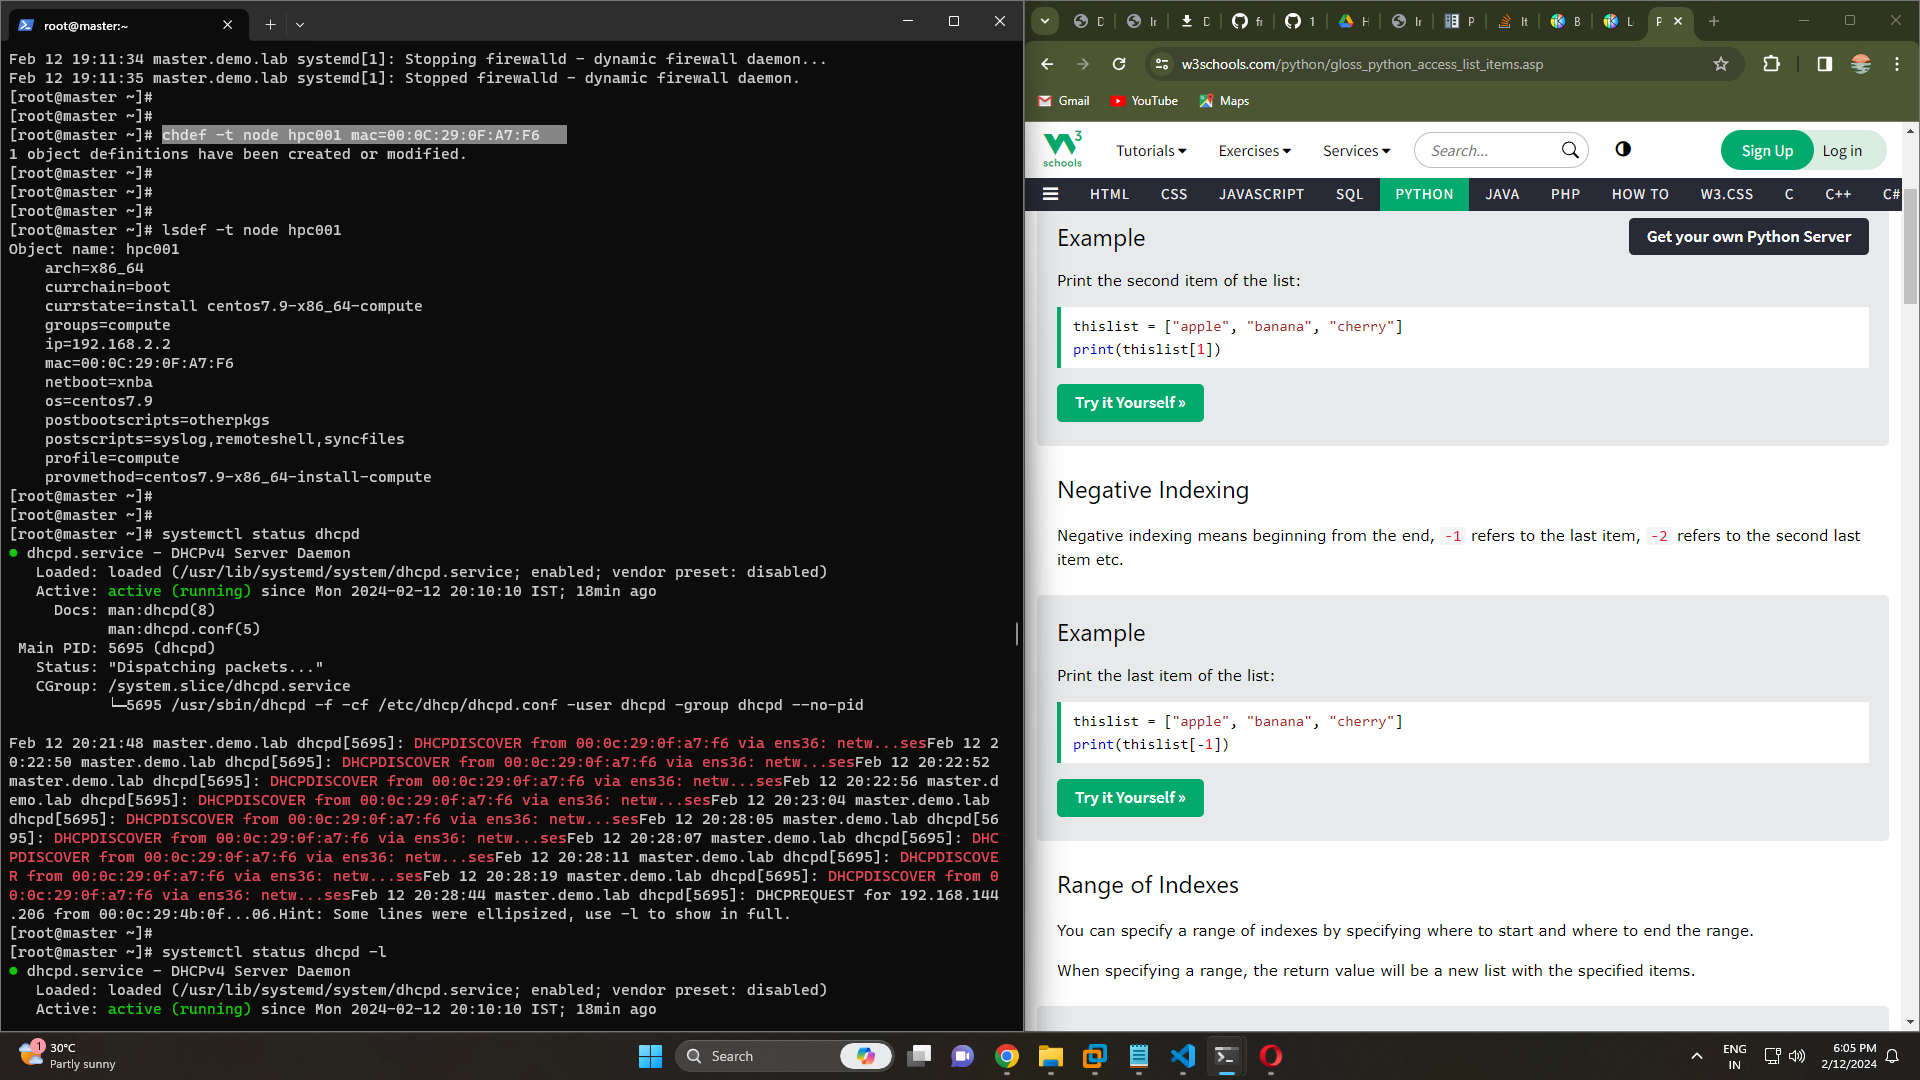 root@master:~
Feb 12 19:11:34 master.demo.lab systemd[1]: Stopping firewalld - dynamic firewall daemon...
Feb 12 19:11:35 master.demo.lab systemd[1]: Stopped firewalld - dynamic firewall daemon.
[root@master ~]#
[root@master ~]#
[root@master ~]# chdef -t node hpc001 mac=00:0C:29:0F:A7:F6
1 object definitions have been created or modified.
[root@master ~]#
[root@master ~]#
[root@master ~]#
[root@master ~]# lsdef -t node hpc001
Object name: hpc001
arch=x86_64
currchain=boot
currstate=install centos7.9-x86_64-compute
groups=compute
ip=192.168.2.2
mac=00:0C:29:0F:A7:F6
netboot=xnba
os=centos7.9
postbootscripts=otherpkgs
postscripts=syslog,remoteshell,syncfiles
profile=compute
provmethod=centos7.9-x86_64-install-compute
[root@master ~]#
[root@master ~]#
[root@master ~]# systemctl status dhcpd
● dhcpd.service - DHCPv4 Server Daemon
Loaded: loaded (/usr/lib/systemd/system/dhcpd.service; enabled; vendor preset: disabled)
Active: active (running) since Mon 2024-02-12 20:10:10 IST; 18min ago
Docs: man:dhcpd(8)
man:dhcpd.conf(5)
Main PID: 5695 (dhcpd)
Status: "Dispatching packets..."
CGroup: /system.slice/dhcpd.service
└─5695 /usr/sbin/dhcpd -f -cf /etc/dhcp/dhcpd.conf -user dhcpd -group dhcpd --no-pid
Feb 12 20:21:48 master.demo.lab dhcpd[5695]: DHCPDISCOVER from 00:0c:29:0f:a7:f6 via ens36: netw...sesFeb 12 2
0:22:50 master.demo.lab dhcpd[5695]: DHCPDISCOVER from 00:0c:29:0f:a7:f6 via ens36: netw...sesFeb 12 20:22:52
master.demo.lab dhcpd[5695]: DHCPDISCOVER from 00:0c:29:0f:a7:f6 via ens36: netw...sesFeb 12 20:22:56 master.d
emo.lab dhcpd[5695]: DHCPDISCOVER from 00:0c:29:0f:a7:f6 via ens36: netw...sesFeb 12 20:23:04 master.demo.lab
dhcpd[5695]: DHCPDISCOVER from 00:0c:29:0f:a7:f6 via ens36: netw...sesFeb 12 20:28:05 master.demo.lab dhcpd[56
95]: DHCPDISCOVER from 00:0c:29:0f:a7:f6 via ens36: netw...sesFeb 12 20:28:07 master.demo.lab dhcpd[5695]: DHC
PDISCOVER from 00:0c:29:0f:a7:f6 via ens36: netw...sesFeb 12 20:28:11 master.demo.lab dhcpd[5695]: DHCPDISCOVE
R from 00:0c:29:0f:a7:f6 via ens36: netw...sesFeb 12 20:28:19 master.demo.lab dhcpd[5695]: DHCPDISCOVER from 0
0:0c:29:0f:a7:f6 via ens36: netw...sesFeb 12 20:28:44 master.demo.lab dhcpd[5695]: DHCPREQUEST for 192.168.144
.206 from 00:0c:29:4b:0f...06.Hint: Some lines were ellipsized, use -l to show in full.
[root@master ~]#
[root@master ~]# systemctl status dhcpd -l
● dhcpd.service - DHCPv4 Server Daemon
Loaded: loaded (/usr/lib/systemd/system/dhcpd.service; enabled; vendor preset: disabled)
Active: active (running) since Mon 2024-02-12 20:10:10 IST; 18min ago
D Ir D fr 1 H Ir P It B L P
w3schools.com/python/gloss_python_access_list_items.asp
Gmail YouTube Maps
W3 schools Tutorials Exercises Services Search... Sign Up Log in
HTML CSS JAVASCRIPT SQL PYTHON JAVA PHP HOW TO W3.CSS C C++ C#
Example
Get your own Python Server
Print the second item of the list:
thislist = ["apple", "banana", "cherry"]
print(thislist[1])
Try it Yourself »
Negative Indexing
Negative indexing means beginning from the end, -1 refers to the last item, -2 refers to the second last
item etc.
Example
Print the last item of the list:
thislist = ["apple", "banana", "cherry"]
print(thislist[-1])
Try it Yourself »
Range of Indexes
You can specify a range of indexes by specifying where to start and where to end the range.
When specifying a range, the return value will be a new list with the specified items.
1
30°C
Partly sunny
Search
ENG
IN
6:05 PM
2/12/2024